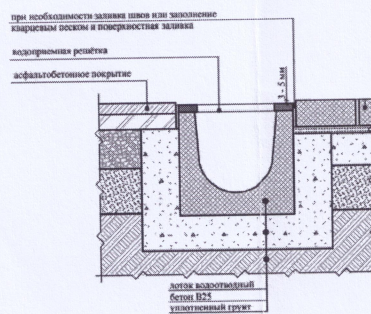 при необходимости заливка швов или заполнение
кварцевым песком и поверхностная заливка
водоприемная решётка
асфальтобетонное покрытие
3 - 5 мм
лоток водоотводный
бетон В25
уплотненный грунт